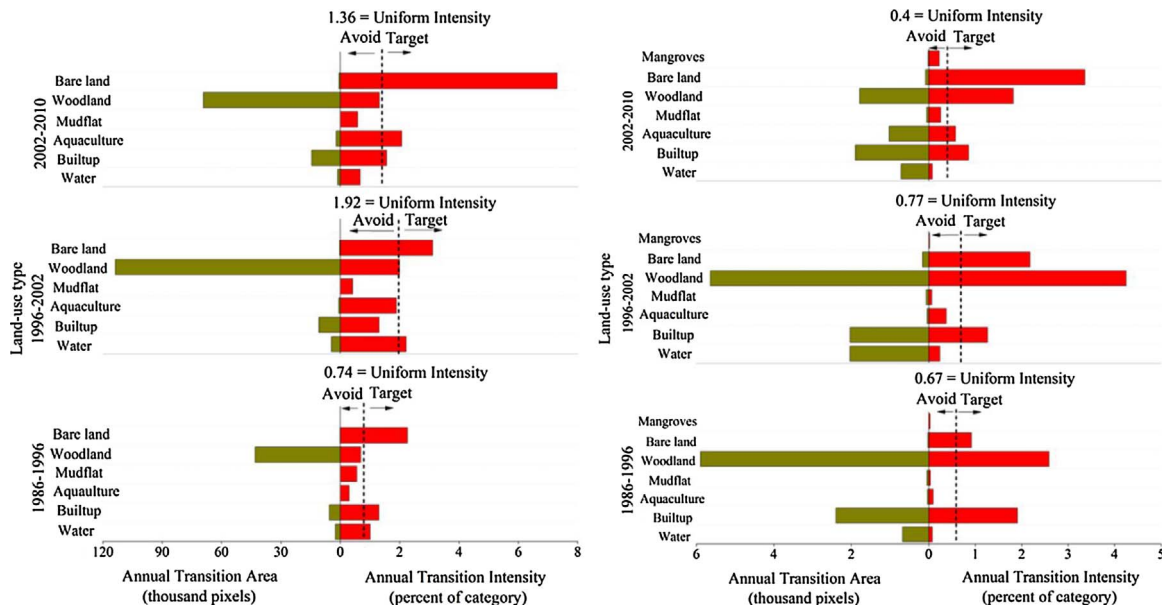 1.36 = Uniform Intensity
Avoid Target
Bare land
Woodland
Mudflat
Aquaculture
Builtup
Water
2002-2010
1.92 = Uniform Intensity
Avoid Target
Bare land
Woodland
Mudflat
Aquaculture
Builtup
Water
Land-use type
1996-2002
0.74 = Uniform Intensity
Avoid Target
Bare land
Woodland
Mudflat
Aquaulture
Builtup
Water
1986-1996
120 90 60 30 0 2 4 6 8
Annual Transition Area
(thousand pixels)
Annual Transition Intensity
(percent of category)
0.4 = Uniform Intensity
Avoid Target
Mangroves
Bare land
Woodland
Mudflat
Aquaculture
Builtup
Water
2002-2010
0.77 = Uniform Intensity
Avoid Target
Mangroves
Bare land
Woodland
Mudflat
Aquaculture
Builtup
Water
Land-use type
1996-2002
0.67 = Uniform Intensity
Avoid Target
Mangroves
Bare land
Woodland
Mudflat
Aquaculture
Builtup
Water
1986-1996
6 4 2 0 1 2 3 4 5
Annual Transition Area
(thousand pixels)
Annual Transition Intensity
(percent of category)